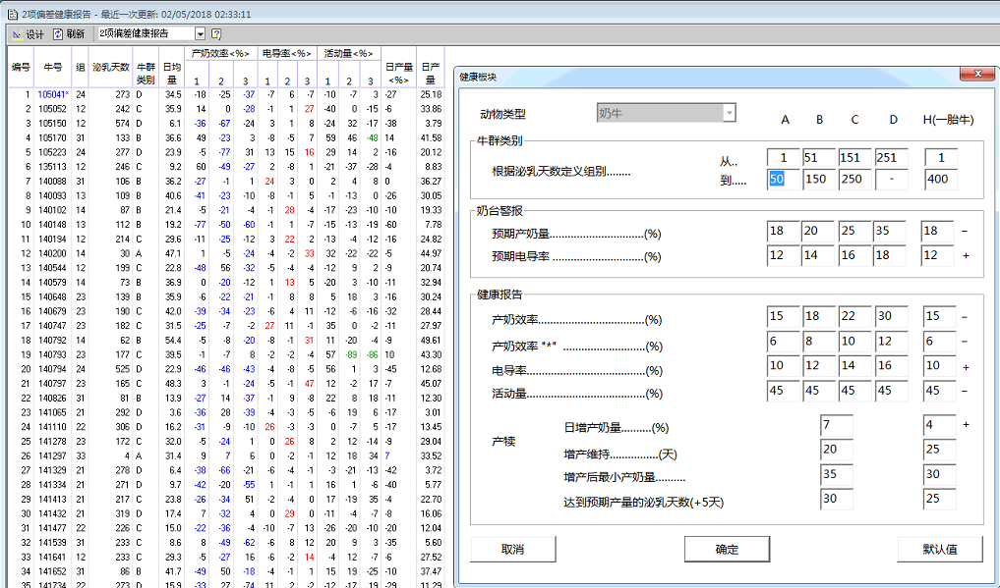 2项偏差健康报告 - 最近一次更新: 02/05/2018 02:33:11
设计 刷新 2项偏差健康报告
产奶效率<%> 电导率<%> 活动量<%>
编号 牛号 组 泌乳天数 牛群类别 日均量 1 2 3 1 2 3 1 2 3 日产量<%> 日产量
1 105041* 24 273 D 34.5 -18 -25 -37 -7 6 -7 -10 -7 3 -27 25.18
2 105052 12 242 C 35.9 14 0 -28 -1 1 27 -40 0 -15 -6 33.86
3 105150 12 574 D 6.1 -36 -67 -24 3 1 8 -24 32 -17 -38 3.79
4 105170 31 133 B 36.6 49 -23 3 -8 -5 7 59 46 -48 14 41.58
5 105223 24 277 D 23.9 -5 -77 31 13 15 16 29 14 2 -16 20.12
6 135113 12 246 C 9.2 60 -49 -27 2 -8 1 -21 -37 -28 -4 8.83
7 140088 31 106 B 36.2 -27 -1 1 24 3 0 2 4 8 0 36.27
8 140093 13 109 B 40.6 -41 -23 -10 -8 -1 5 -1 -13 0 -26 30.05
9 140102 14 87 B 21.4 -5 -21 -4 -1 28 -4 -17 -23 -10 -10 19.33
10 140148 13 112 B 19.2 -77 -50 -60 -1 1 -7 -15 -13 -19 -60 7.78
11 140194 12 214 C 29.6 -11 -25 -12 3 22 2 -13 -4 -12 -16 24.82
12 140200 14 30 A 47.1 1 -5 -24 -4 -2 33 32 -22 -22 -5 44.97
13 140544 12 199 C 22.8 -48 56 -32 -5 -4 -4 -12 9 2 -9 20.74
14 140579 14 73 B 36.9 0 -20 -12 1 13 5 -20 3 -10 -11 32.94
15 140648 23 139 B 35.9 -6 -22 -21 -1 8 8 5 18 3 -16 30.24
16 140679 23 190 C 42.0 -39 -34 -23 -6 4 11 -12 -6 -16 -32 28.44
17 140747 23 182 C 31.5 -25 -7 -2 27 11 -1 35 0 -2 -11 27.97
18 140792 14 62 B 54.4 -5 -8 -20 -8 -1 31 11 -20 -4 -9 49.61
19 140793 23 177 C 39.5 -1 -7 8 -2 -2 -4 57 -89 -86 10 43.30
20 140794 24 525 D 22.9 -46 -46 -43 -4 -8 -5 56 1 3 -45 12.68
21 140797 23 165 C 48.3 3 -1 -24 -5 -1 47 12 -2 17 -7 45.07
22 140826 31 81 B 13.9 -27 14 -37 -1 9 -8 22 8 18 -11 12.30
23 141065 21 292 D 3.6 -36 28 -39 -4 -3 -5 -6 19 6 -17 3.01
24 141110 22 306 D 16.2 -31 -9 -10 26 -3 -3 0 -7 5 -17 13.45
25 141278 23 172 C 32.0 -5 -24 1 0 26 8 2 12 -14 -9 29.04
26 141297 33 4 A 31.4 9 7 6 0 -2 -1 12 18 34 7 33.52
27 141329 21 278 D 6.4 -38 -66 -21 -6 -4 -1 -3 -21 -13 -42 3.72
28 141334 21 271 D 9.7 -42 -20 -55 1 -1 1 16 1 -6 -40 5.77
29 141413 21 217 C 23.8 -26 -34 51 -2 -4 0 17 -19 35 -4 22.70
30 141432 21 319 D 17.4 7 -32 4 0 29 0 -11 -4 -7 -8 16.06
31 141477 22 226 C 15.0 -22 -36 -4 -10 -7 13 -26 -20 -10 -20 12.04
32 141539 31 233 C 8.6 8 -49 -62 -6 8 12 20 9 3 -35 5.60
33 141641 12 233 C 29.3 -5 -27 16 -6 -2 14 -4 12 -7 -6 27.52
34 141652 31 86 B 41.7 -49 50 -18 -4 -1 1 15 19 -25 -10 37.47
35 141734 22 273 D 15.9 -33 27 -74 11 2 -2 -12 -17 19 -29 11.29
健康板块
动物类型 奶牛 A B C D H(一胎牛)
牛群类别
从.. 1 51 151 251 1
根据泌乳天数定义组别........
到..... 50 150 250 - 400
奶台警报
预期产奶量..............................(%) 18 20 25 35 18 -
预期电导率..............................(%) 12 14 16 18 12 +
健康报告
产奶效率..................................(%) 15 18 22 30 15 -
产奶效率 "*" ..........................(%) 6 8 10 12 6 -
电导率......................................(%) 10 12 14 16 10 +
活动量......................................(%) 45 45 45 45 45 -
产犊
日增产奶量..........(%) 7 4 +
增产维持...............(天) 20 25
增产后最小产奶量.......... 35 30
达到预期产量的泌乳天数(+5天) 30 25
取消 确定 默认值